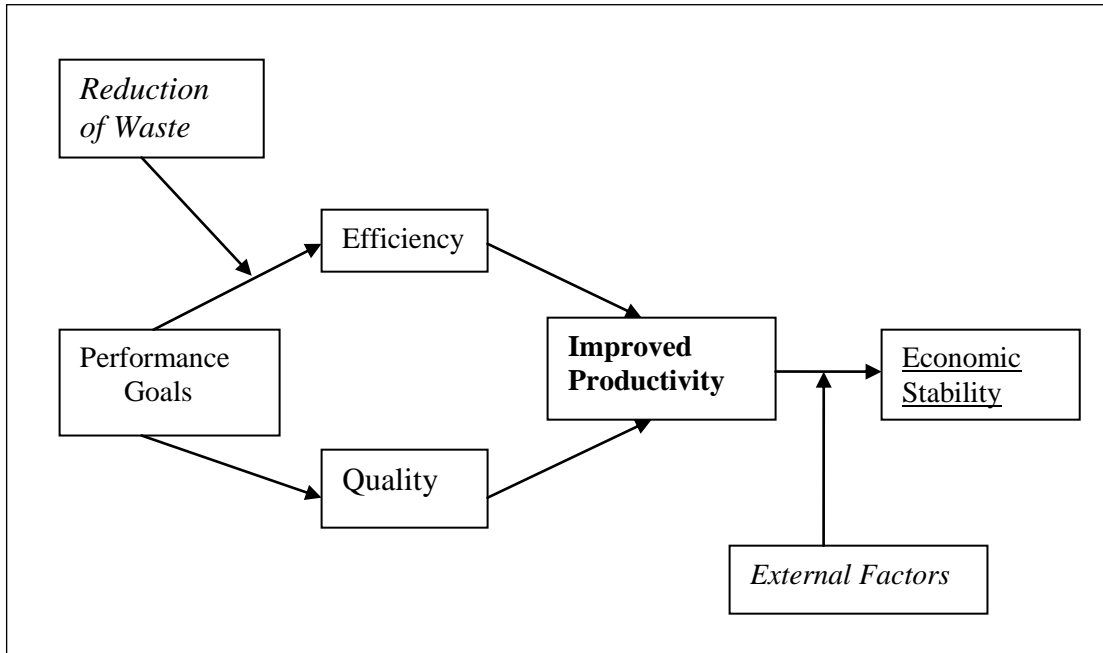 Reduction
of Waste
Efficiency
Performance
Goals
Improved
Productivity
Economic
Stability
Quality
External Factors